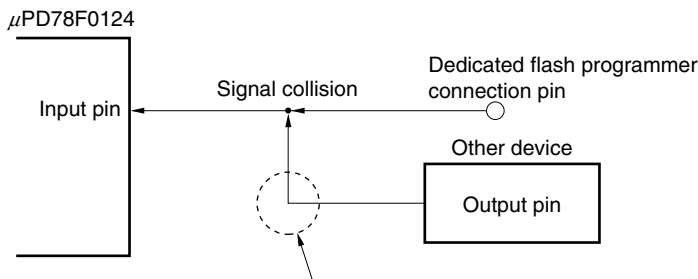 μPD78F0124
Input pin
Signal collision
Dedicated flash programmer
connection pin
Other device
Output pin